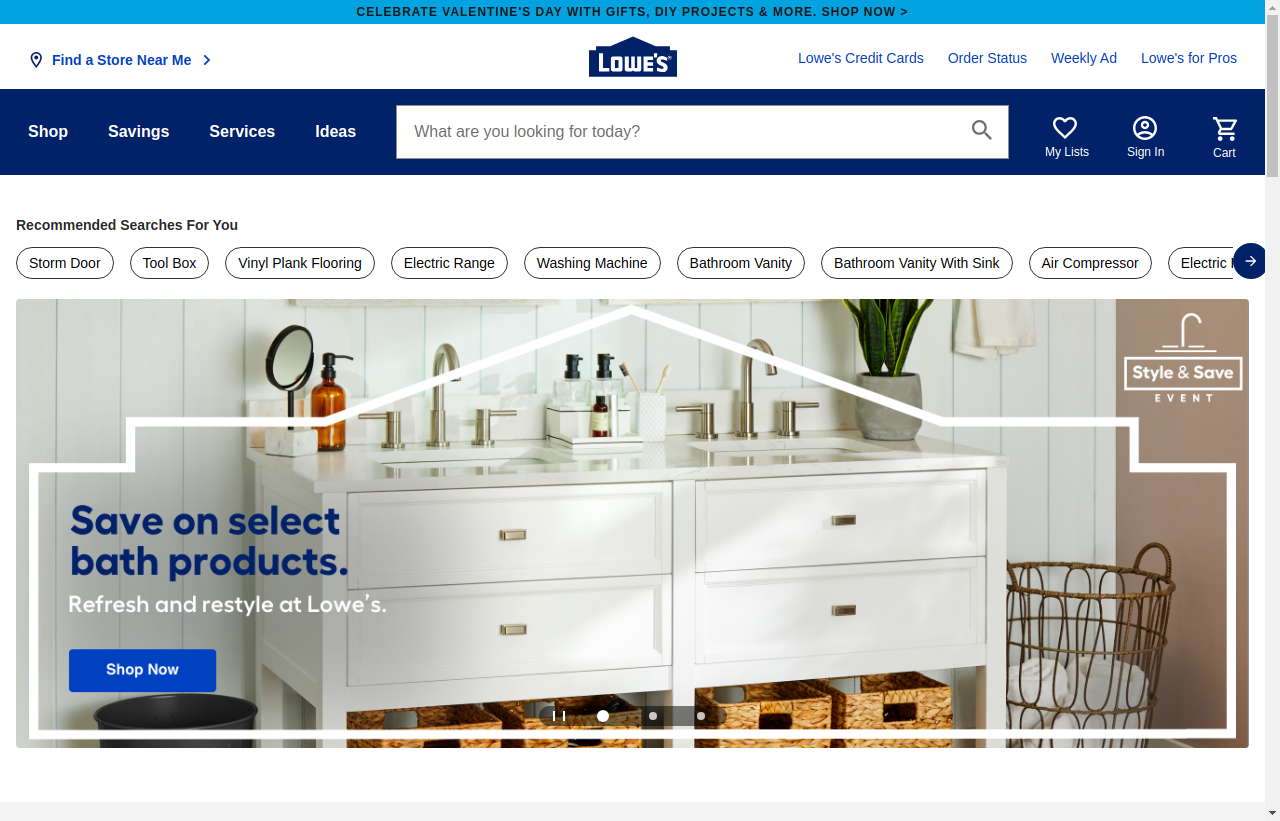 CELEBRATE VALENTINE'S DAY WITH GIFTS, DIY PROJECTS & MORE. SHOP NOW >
Find a Store Near Me
LOWE'S
Lowe's Credit Cards
Order Status
Weekly Ad
Lowe's for Pros
Shop
Savings
Services
Ideas
What are you looking for today?
My Lists
Sign In
Cart
Recommended Searches For You
Storm Door
Tool Box
Vinyl Plank Flooring
Electric Range
Washing Machine
Bathroom Vanity
Bathroom Vanity With Sink
Air Compressor
Electric
Style & Save
EVENT
Save on select
bath products.
Refresh and restyle at Lowe's.
Shop Now